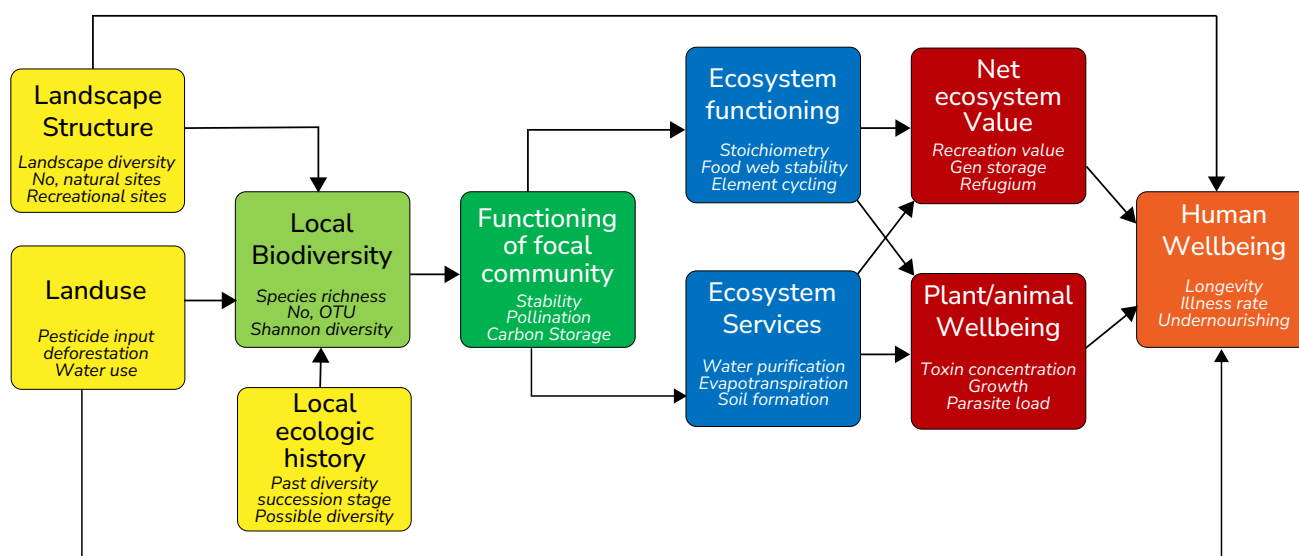 Landscape
Structure
Landscape diversity
No, natural sites
Recreational sites
Landuse
Pesticide input
deforestation
Water use
Local
Biodiversity
Species richness
No, OTU
Shannon diversity
Local
ecologic
history
Past diversity
succession stage
Possible diversity
Functioning
of focal
community
Stability
Pollination
Carbon Storage
Ecosystem
functioning
Stoichiometry
Food web stability
Element cycling
Ecosystem
Services
Water purification
Evapotranspiration
Soil formation
Net
ecosystem
Value
Recreation value
Gen storage
Refugium
Plant/animal
Wellbeing
Toxin concentration
Growth
Parasite load
Human
Wellbeing
Longevity
Illness rate
Undernourishing